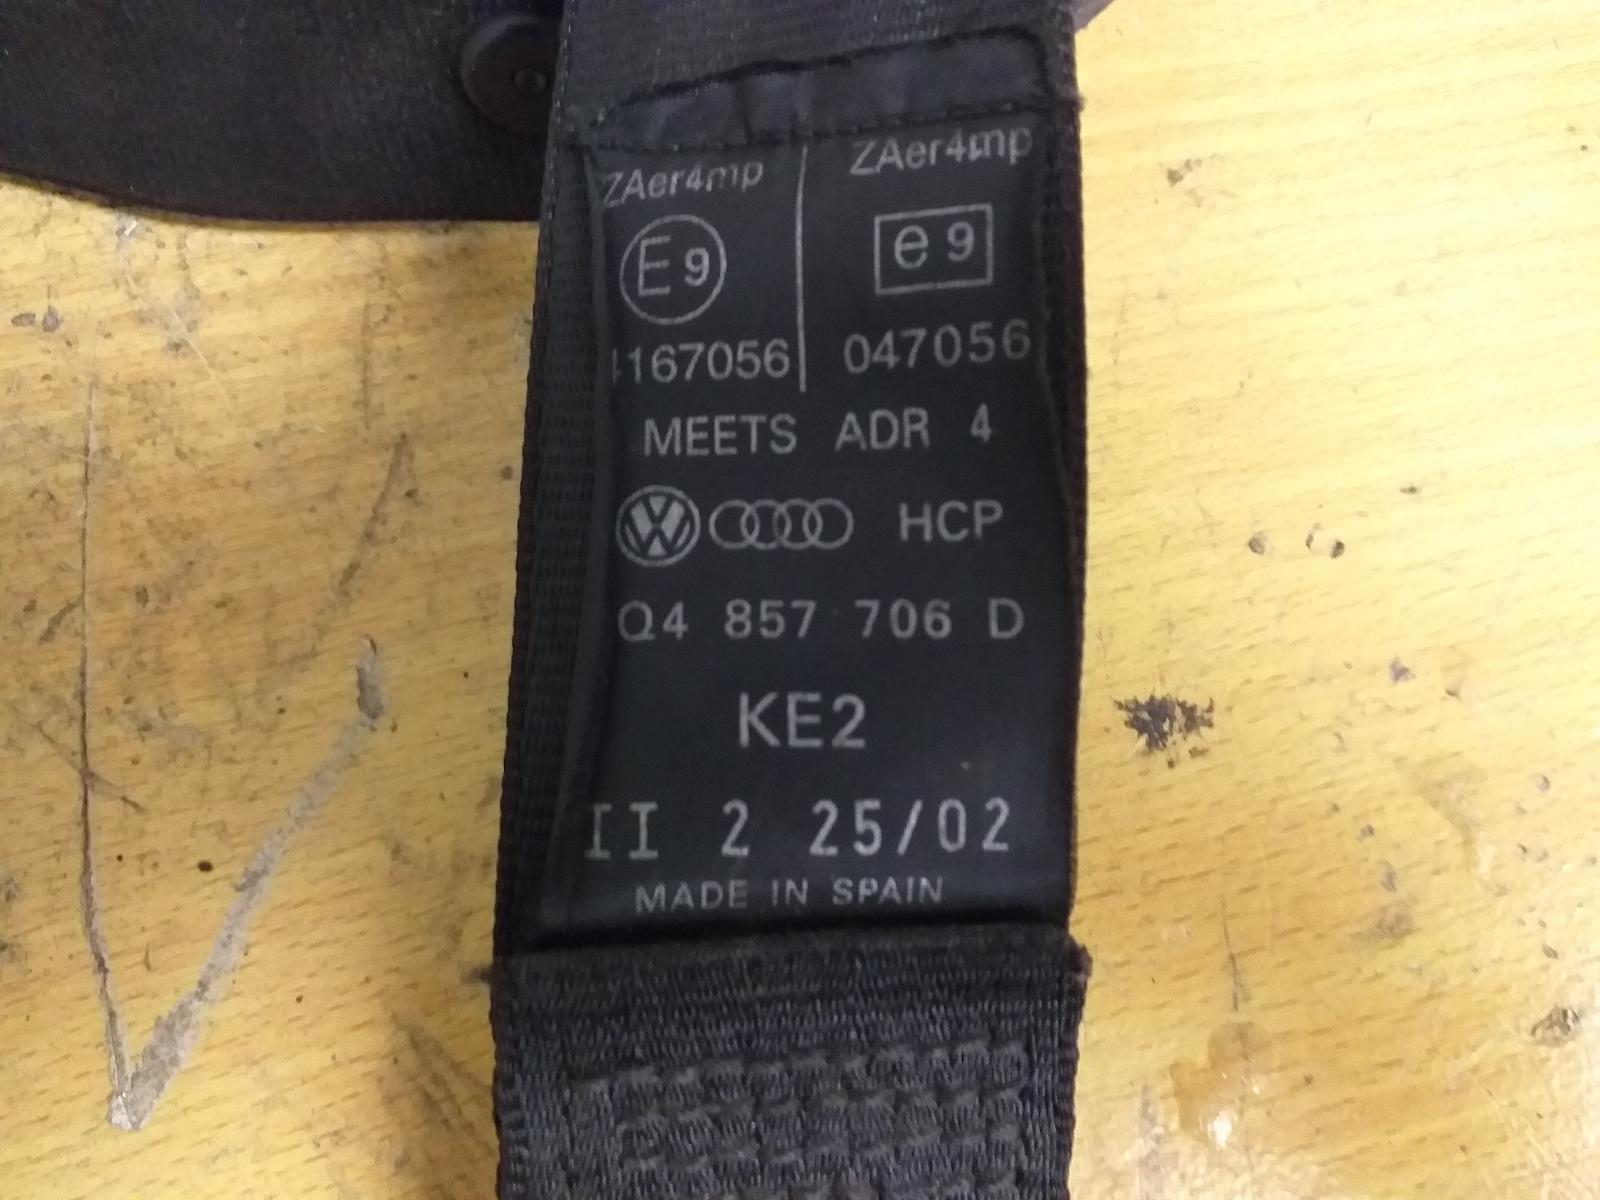 ZAer4mp ZAer4mp
E9 e9
167056 047056
MEETS ADR 4
VW HCP
Q4 857 706 D
KE2
II 2 25/02
MADE IN SPAIN